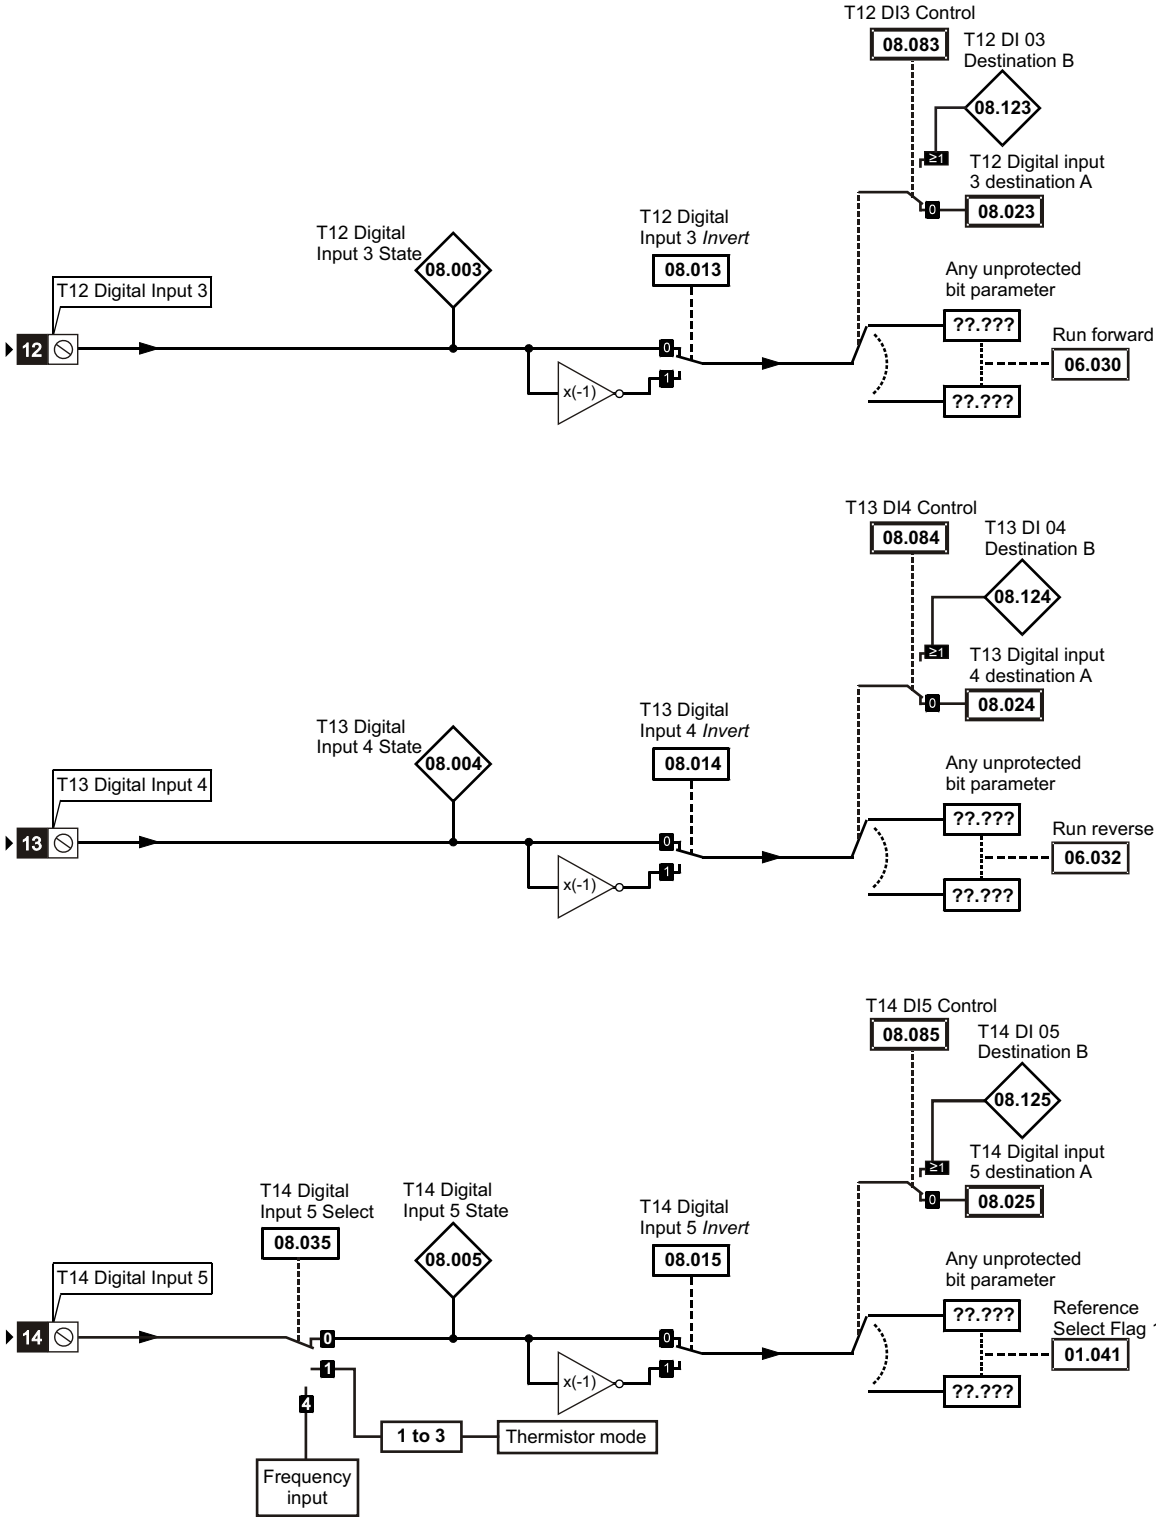 T12 DI3 Control
08.083
T12 DI 03
Destination B
08.123
≥1
T12 Digital input
3 destination A
0
08.023
T12 Digital
Input 3 State
08.003
T12 Digital
Input 3 Invert
08.013
Any unprotected
bit parameter
T12 Digital Input 3
12
0
1
x(-1)
??.???
Run forward
06.030
??.???
T13 DI4 Control
08.084
T13 DI 04
Destination B
08.124
≥1
T13 Digital input
4 destination A
0
08.024
T13 Digital
Input 4 State
08.004
T13 Digital
Input 4 Invert
08.014
Any unprotected
bit parameter
T13 Digital Input 4
13
0
1
x(-1)
??.???
Run reverse
06.032
??.???
T14 DI5 Control
08.085
T14 DI 05
Destination B
08.125
≥1
T14 Digital input
5 destination A
0
08.025
T14 Digital
Input 5 Select
08.035
T14 Digital
Input 5 State
08.005
T14 Digital
Input 5 Invert
08.015
Any unprotected
bit parameter
T14 Digital Input 5
14
0
1
4
0
1
x(-1)
??.???
Reference
Select Flag
01.041
??.???
1 to 3
Thermistor mode
Frequency
input